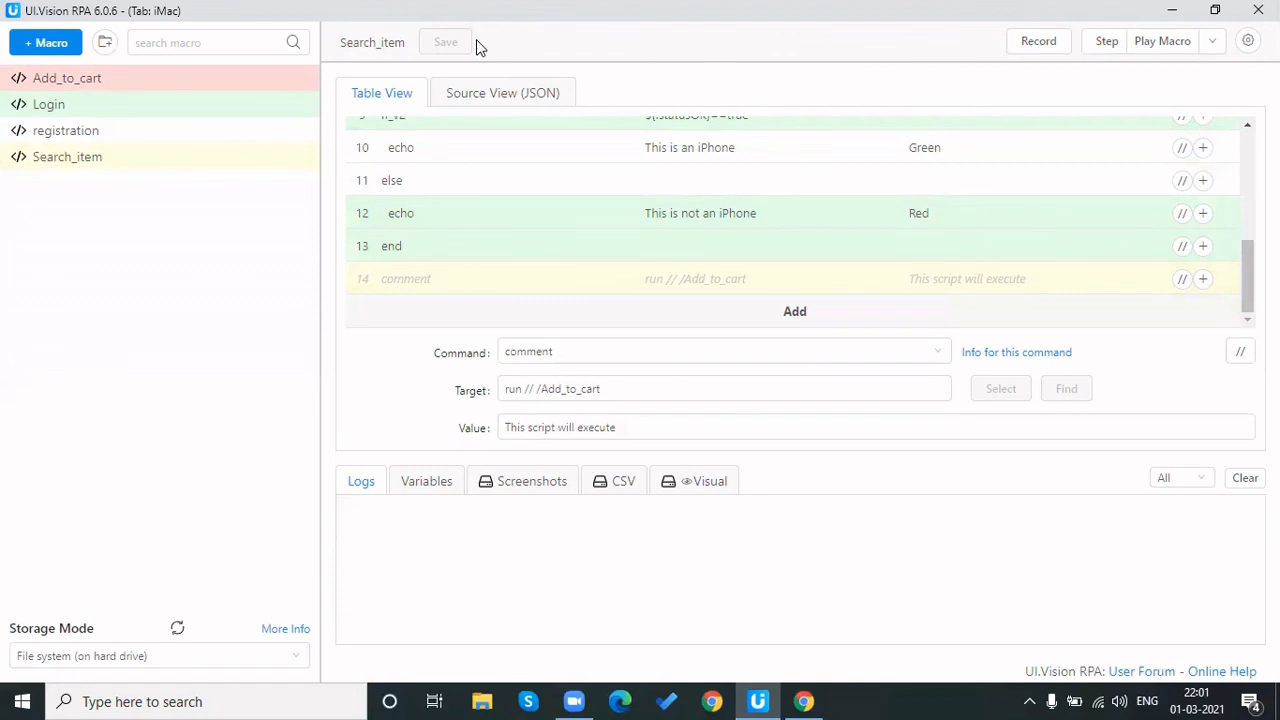 UI.Vision RPA 6.0.6 - (Tab: iMac)
+ Macro
search macro
Search_item
Save
Record
Step
Play Macro
Add_to_cart
Login
registration
Search_item
Table View
Source View (JSON)
9 if_v2 ${!statusOK}==true //
10 echo This is an iPhone Green //
11 else //
12 echo This is not an iPhone Red //
13 end //
14 comment run // /Add_to_cart This script will execute //
Add
Command: comment Info for this command //
Target: run // /Add_to_cart Select Find
Value: This script will execute
Logs
Variables
Screenshots
CSV
Visual
All
Clear
Storage Mode
More Info
File system (on hard drive)
UI.Vision RPA: User Forum - Online Help
Type here to search
ENG
22:01
01-03-2021
4